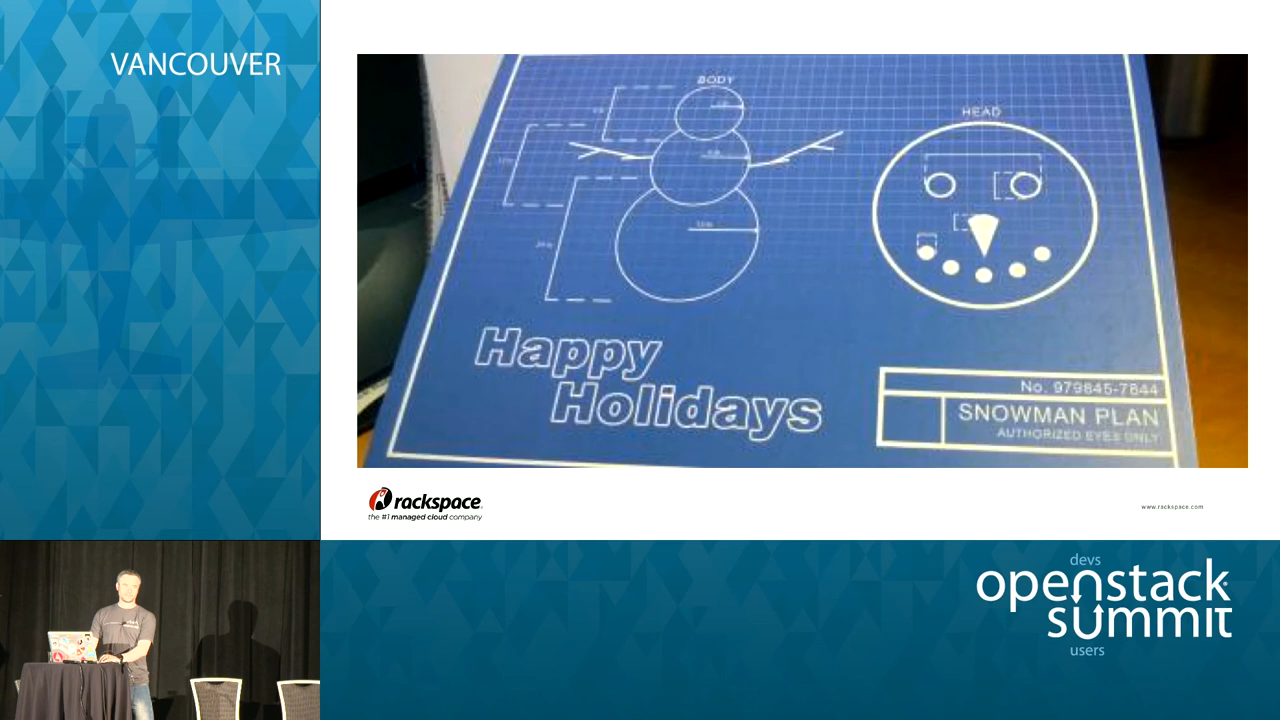 VANCOUVER
BODY
HEAD
Happy
Holidays
No. 979845-7844
SNOWMAN PLAN
AUTHORIZED EYES ONLY
rackspace
the #1 managed cloud company
www.rackspace.com
devs
openstack
summit
users